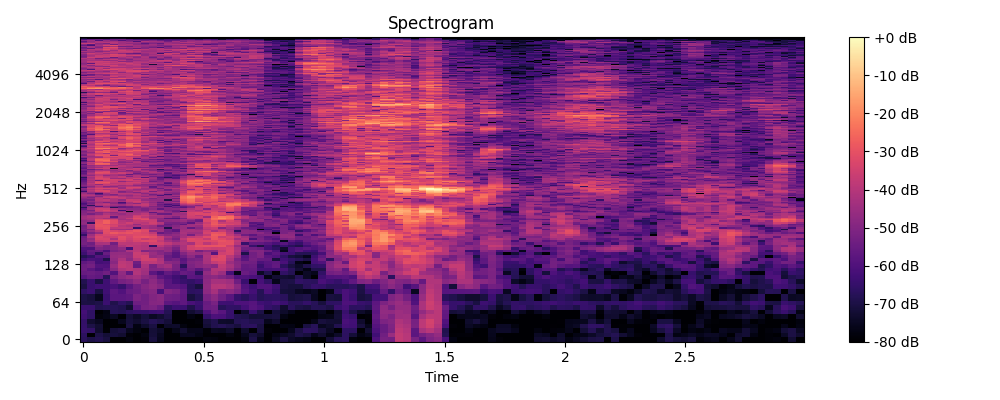 Spectrogram
+0 dB
4096
-10 dB
2048
-20 dB
1024
-30 dB
Hz
512
-40 dB
256
-50 dB
128
-60 dB
64
-70 dB
0
-80 dB
0 0.5 1 1.5 2 2.5
Time